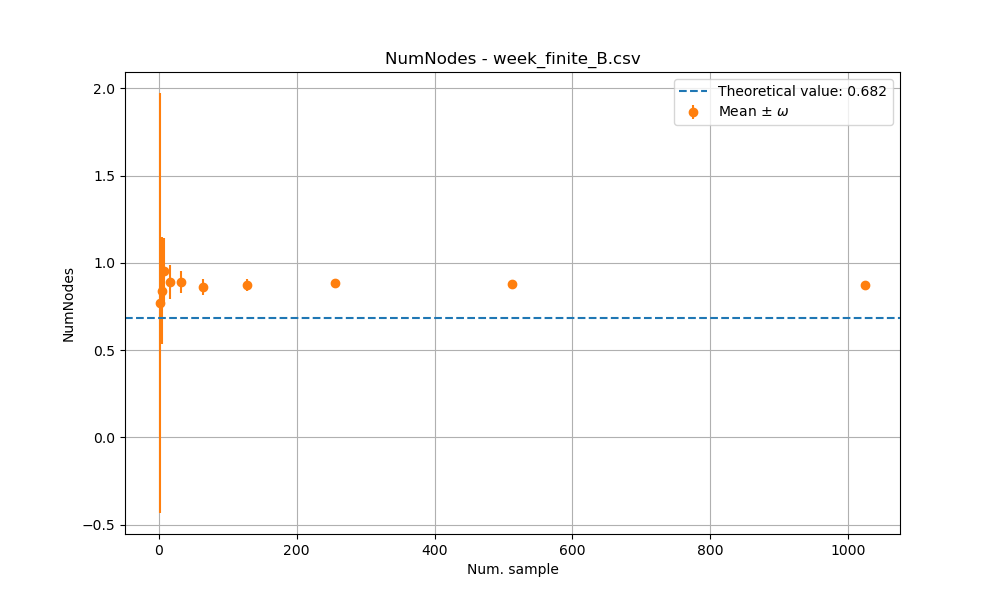 NumNodes - week_finite_B.csv
Theoretical value: 0.682
Mean ± ω
NumNodes
2.0
1.5
1.0
0.5
0.0
−0.5
0 200 400 600 800 1000
Num. sample